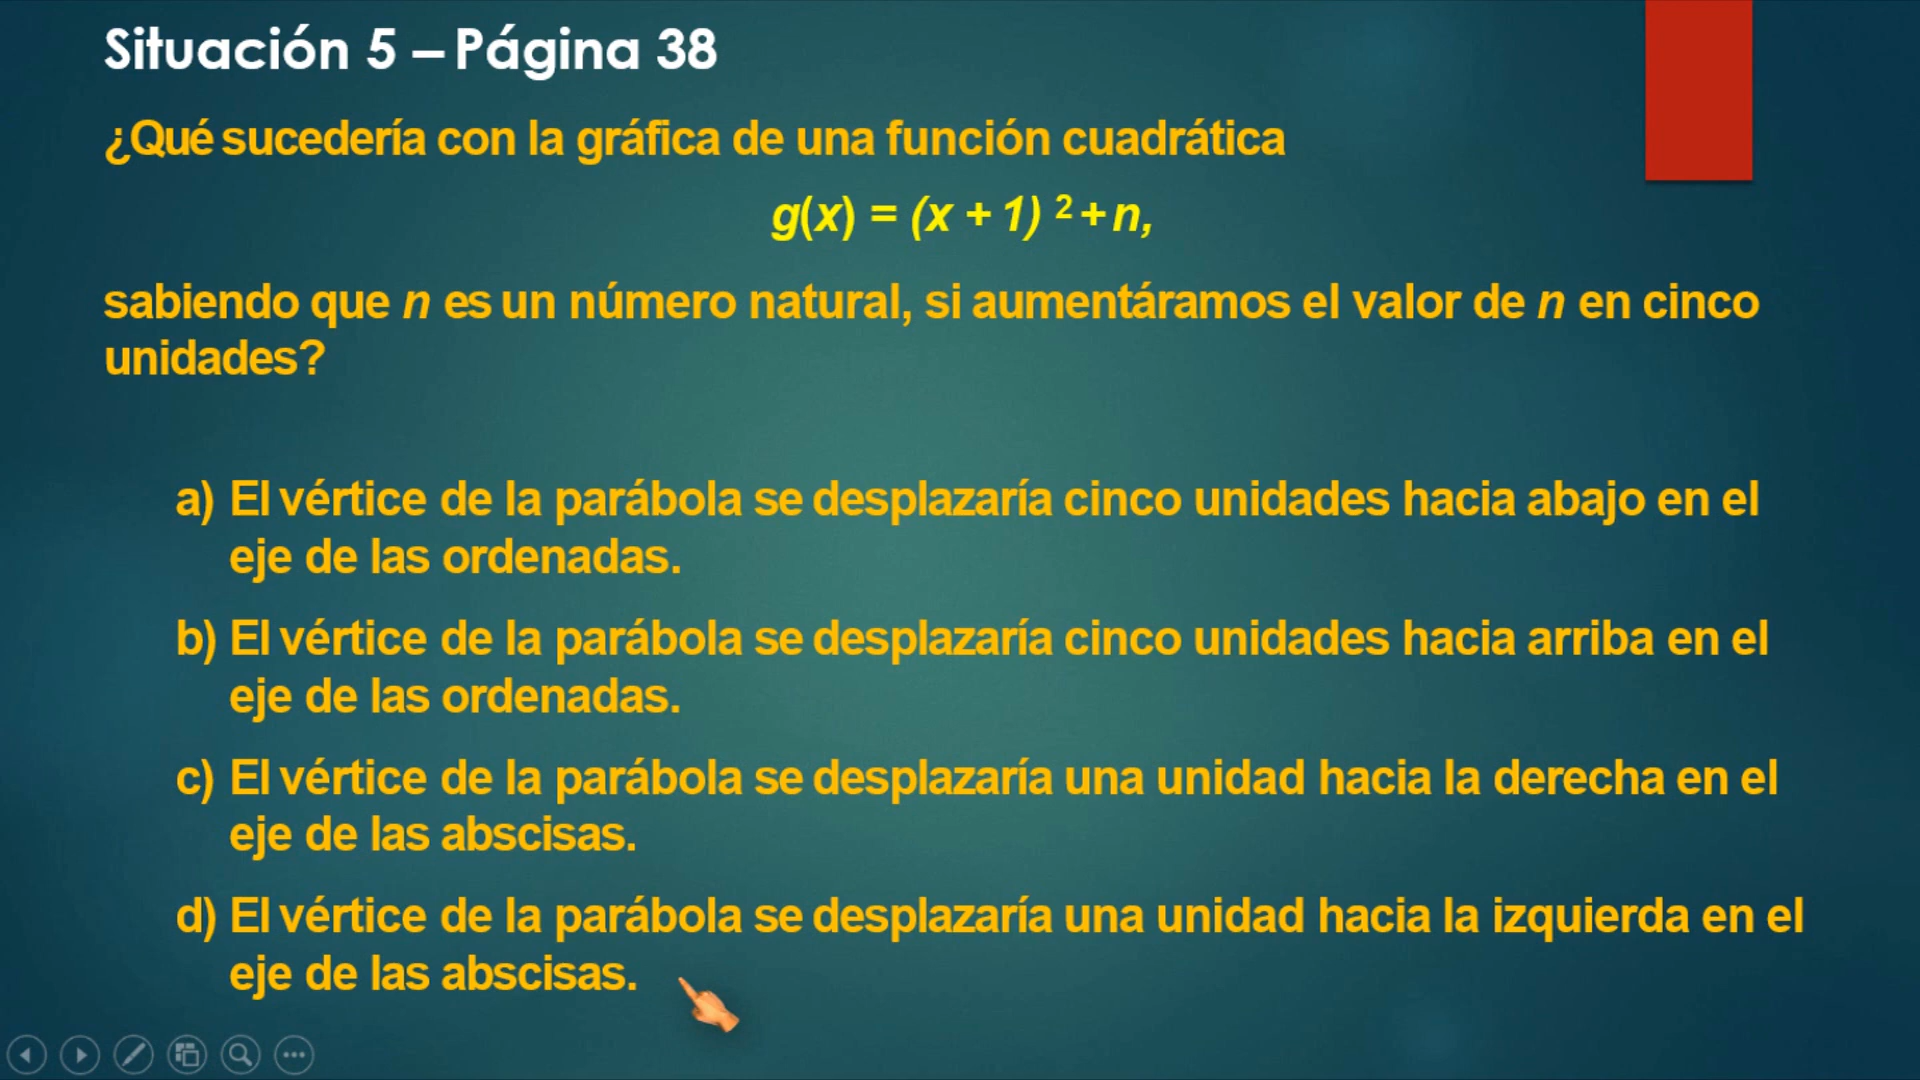 Situación 5 – Página 38
¿Qué sucedería con la gráfica de una función cuadrática
g(x) = (x + 1) ² + n,
sabiendo que n es un número natural, si aumentáramos el valor de n en cinco
unidades?
a) El vértice de la parábola se desplazaría cinco unidades hacia abajo en el
eje de las ordenadas.
b) El vértice de la parábola se desplazaría cinco unidades hacia arriba en el
eje de las ordenadas.
c) El vértice de la parábola se desplazaría una unidad hacia la derecha en el
eje de las abscisas.
d) El vértice de la parábola se desplazaría una unidad hacia la izquierda en el
eje de las abscisas.